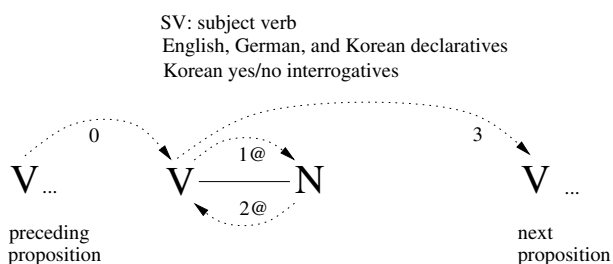 SV: subject verb
English, German, and Korean declaratives
Korean yes/no interrogatives
0
1@
3
V ...
V
N
V ...
2@
preceding
proposition
next
proposition